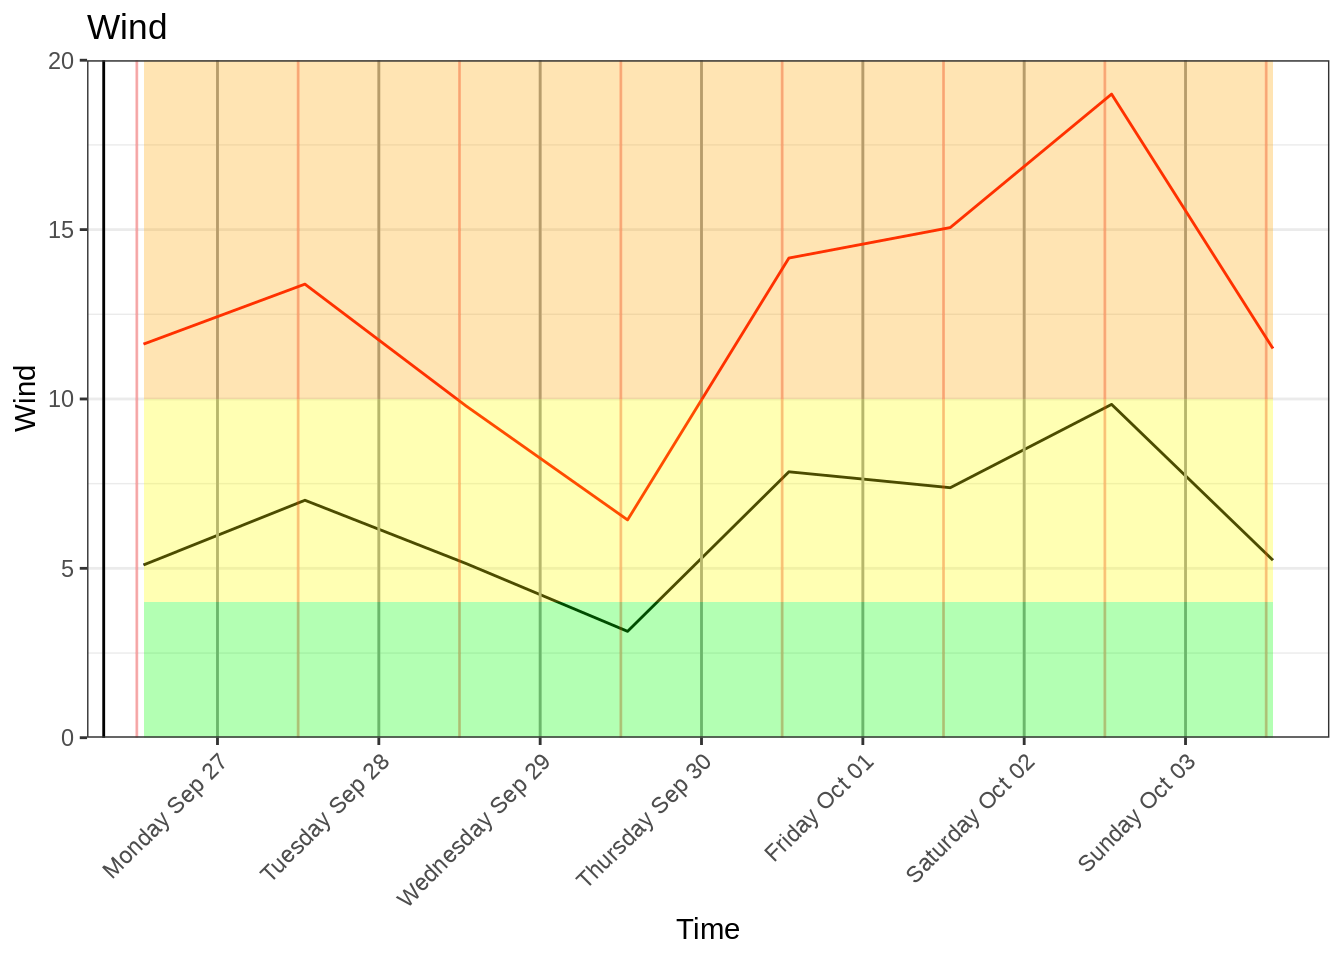 Wind
20
15
10
5
0
Wind
Monday Sep 27
Tuesday Sep 28
Wednesday Sep 29
Thursday Sep 30
Friday Oct 01
Saturday Oct 02
Sunday Oct 03
Time